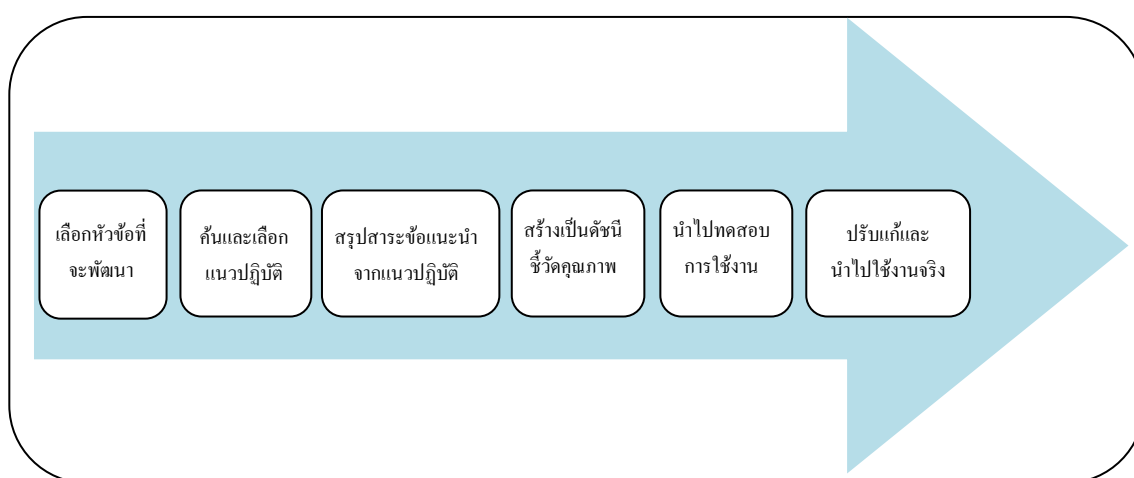 เลือกหัวข้อที่
จะพัฒนา
ค้นและเลือก
แนวปฏิบัติ
สรุปสาระข้อแนะนำ
จากแนวปฏิบัติ
สร้างเป็นดัชนี
ชี้วัดคุณภาพ
นำไปทดสอบ
การใช้งาน
ปรับแก้และ
นำไปใช้งานจริง